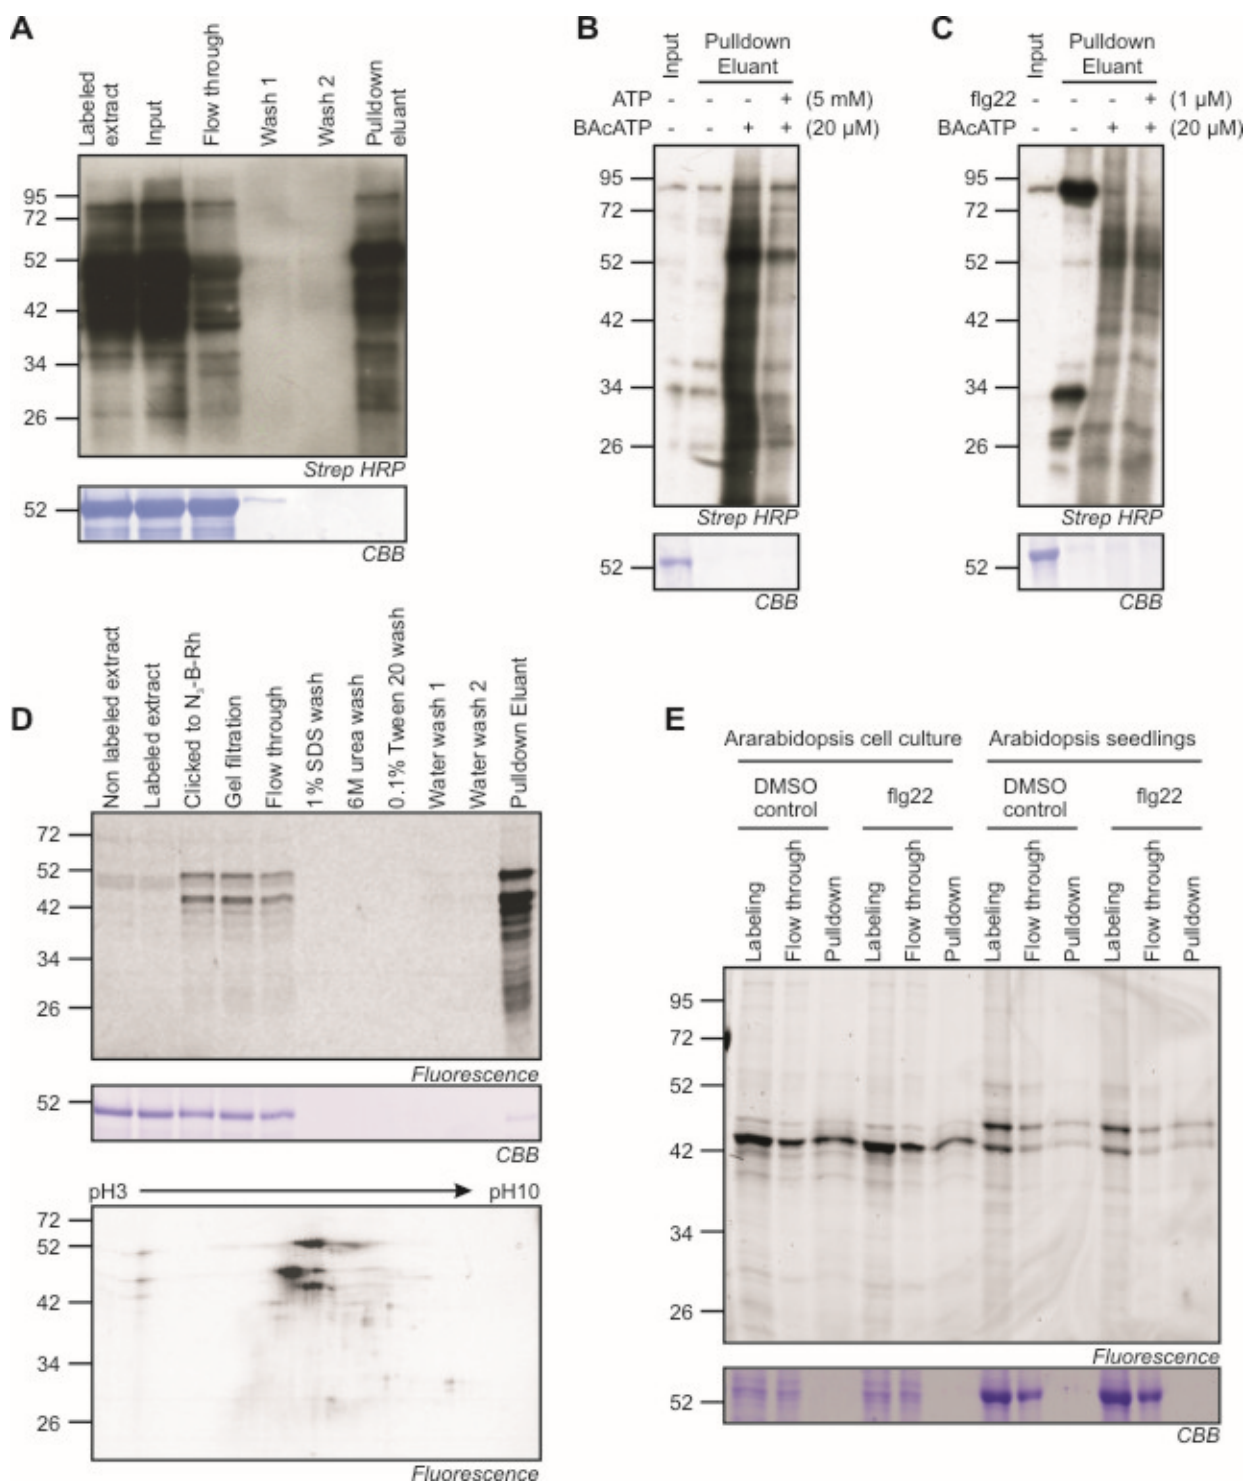 A
Labeled extract
Input
Flow through
Wash 1
Wash 2
Pulldown eluant
95
72
52
42
34
26
Strep HRP
52
CBB
B
Input
Pulldown
Eluant
ATP - - - + (5 mM)
BAcATP - - + + (20 µM)
95
72
52
42
34
26
Strep HRP
52
CBB
C
Input
Pulldown
Eluant
flg22 - - - + (1 µM)
BAcATP - - + + (20 µM)
95
72
52
42
34
26
Strep HRP
52
CBB
D
Non labeled extract
Labeled extract
Clicked to N₃-B-Rh
Gel filtration
Flow through
1% SDS wash
6M urea wash
0.1% Tween 20 wash
Water wash 1
Water wash 2
Pulldown Eluant
72
52
42
34
26
Fluorescence
52
CBB
pH3 pH10
72
52
42
34
26
Fluorescence
E
Ararabidopsis cell culture Arabidopsis seedlings
DMSO control
flg22
DMSO control
flg22
Labeling
Flow through
Pulldown
Labeling
Flow through
Pulldown
Labeling
Flow through
Pulldown
Labeling
Flow through
Pulldown
95
72
52
42
34
26
Fluorescence
52
CBB